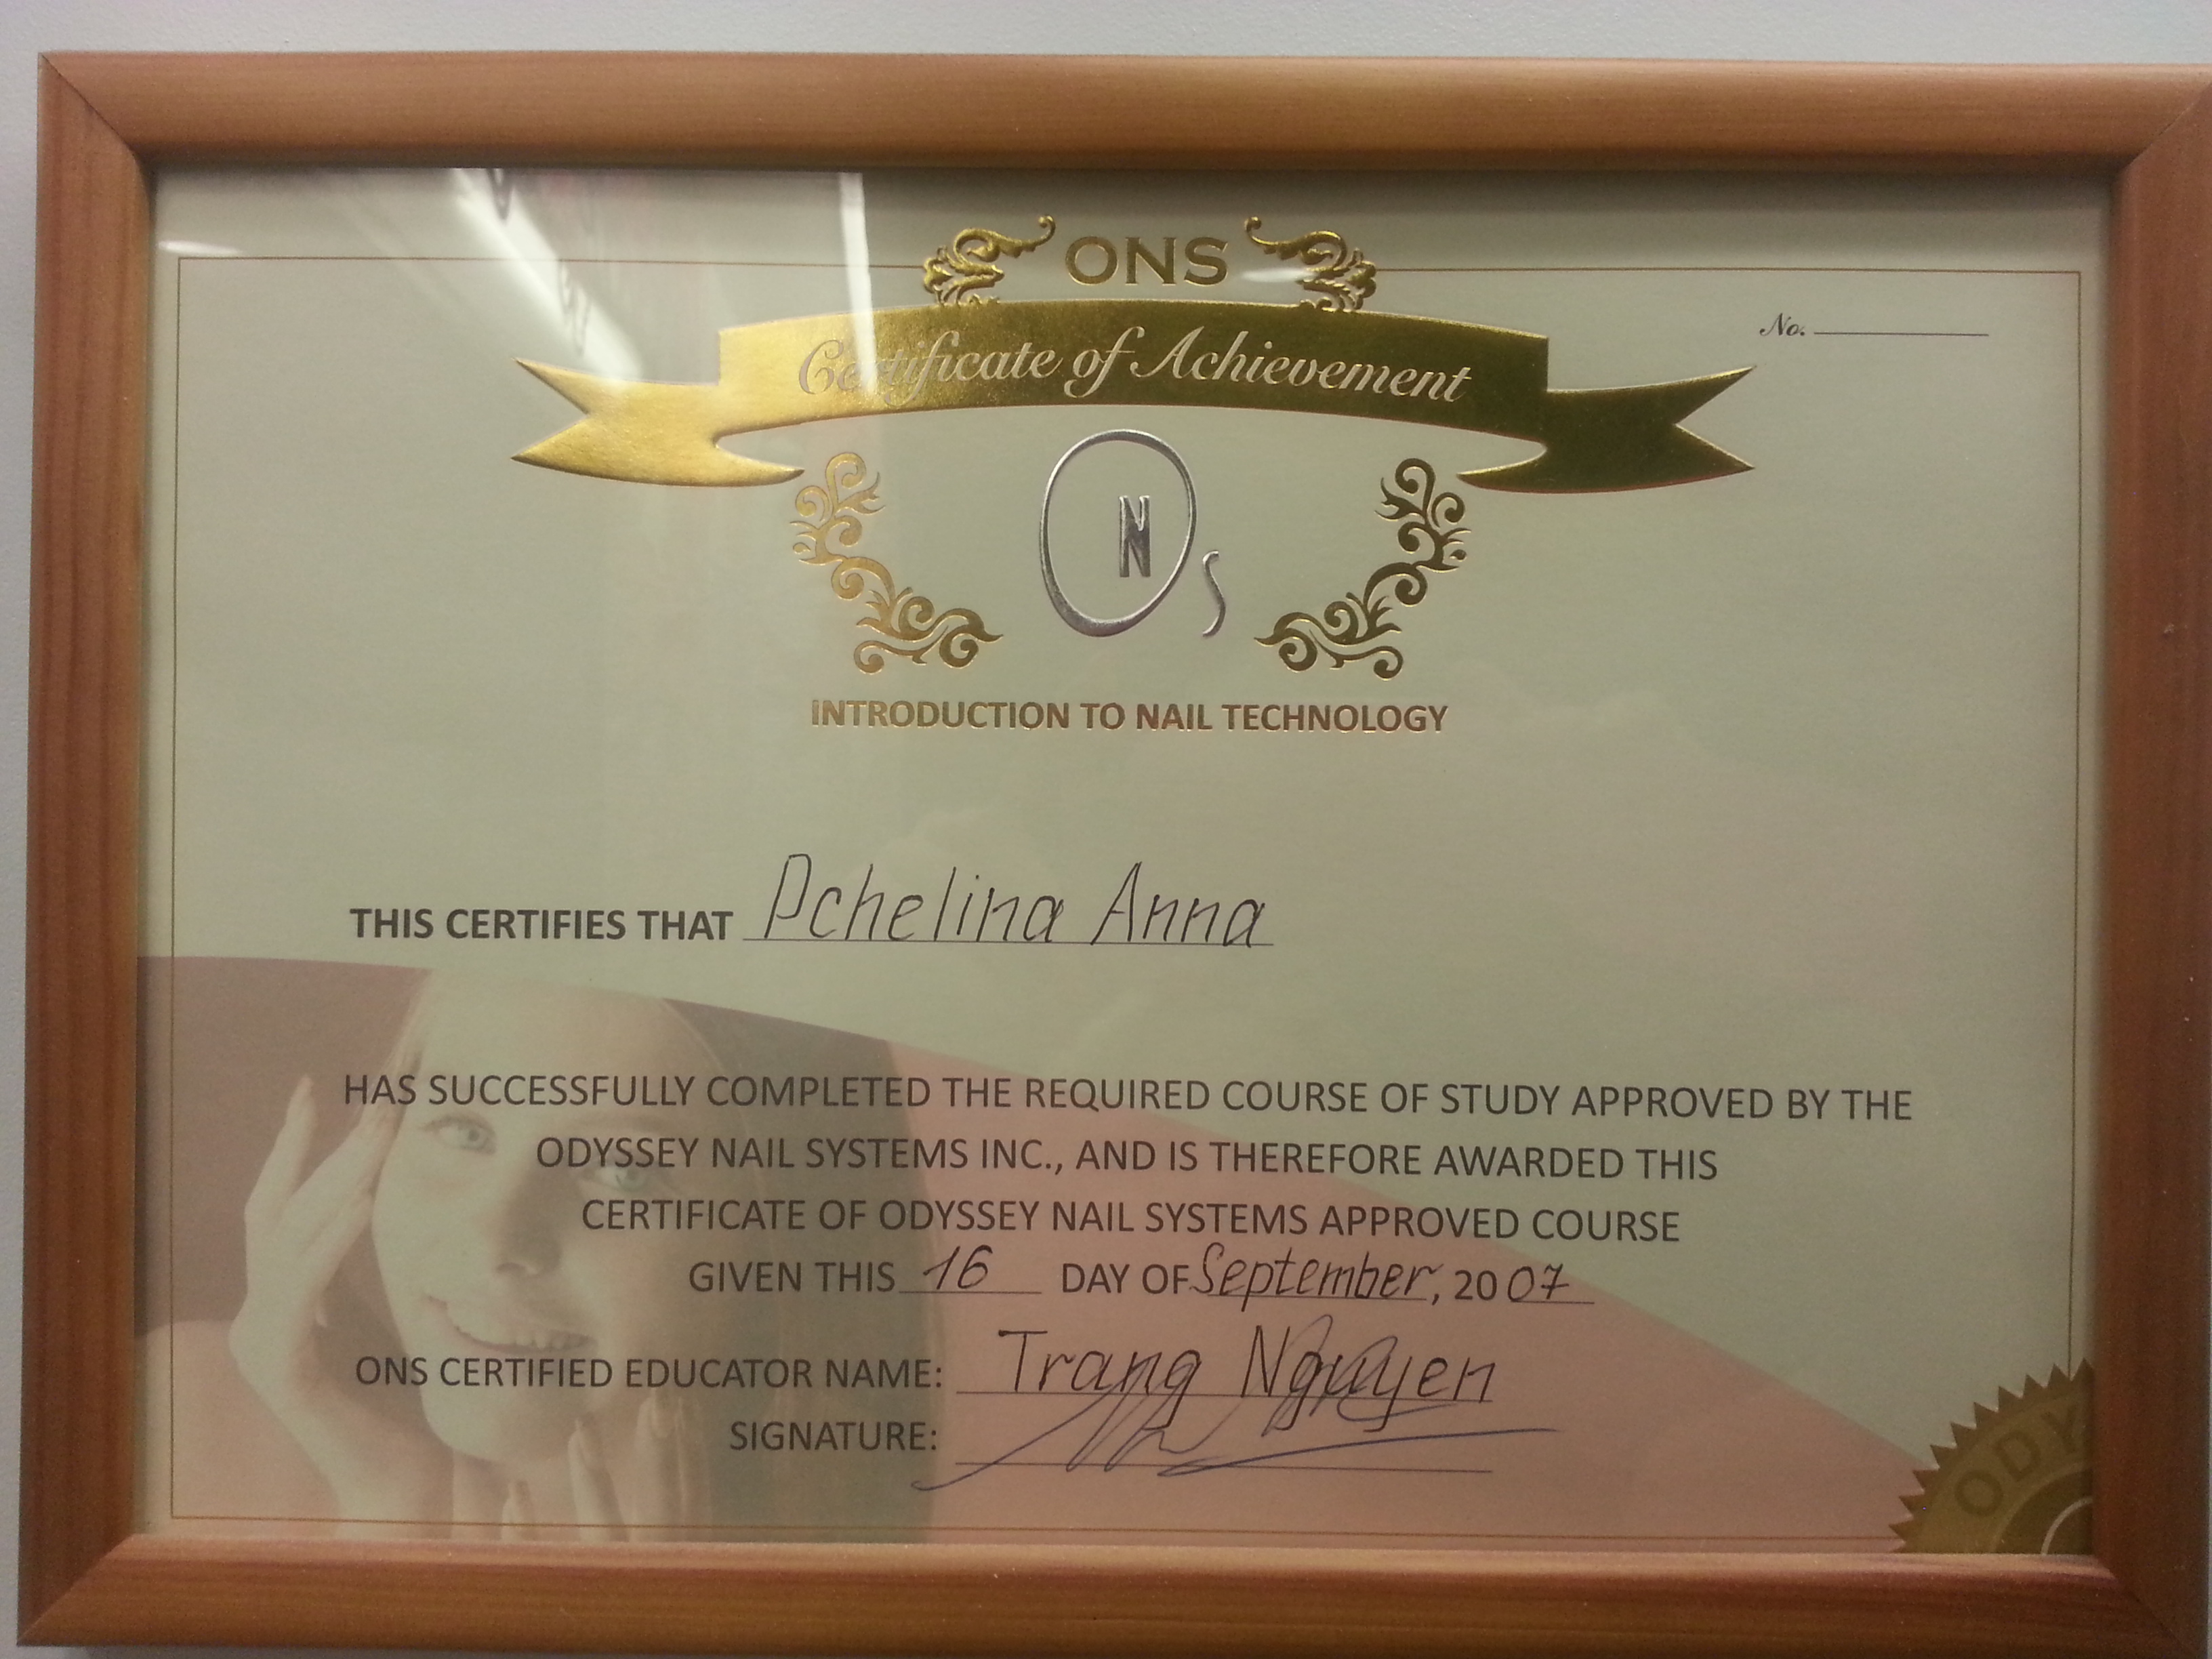 ONS
No.
Certificate of Achievement
ONS
INTRODUCTION TO NAIL TECHNOLOGY
THIS CERTIFIES THAT Pchelina Anna
HAS SUCCESSFULLY COMPLETED THE REQUIRED COURSE OF STUDY APPROVED BY THE
ODYSSEY NAIL SYSTEMS INC., AND IS THEREFORE AWARDED THIS
CERTIFICATE OF ODYSSEY NAIL SYSTEMS APPROVED COURSE
GIVEN THIS 16 DAY OF September, 2007
ONS CERTIFIED EDUCATOR NAME: Trang Nguyen
SIGNATURE:
ODY